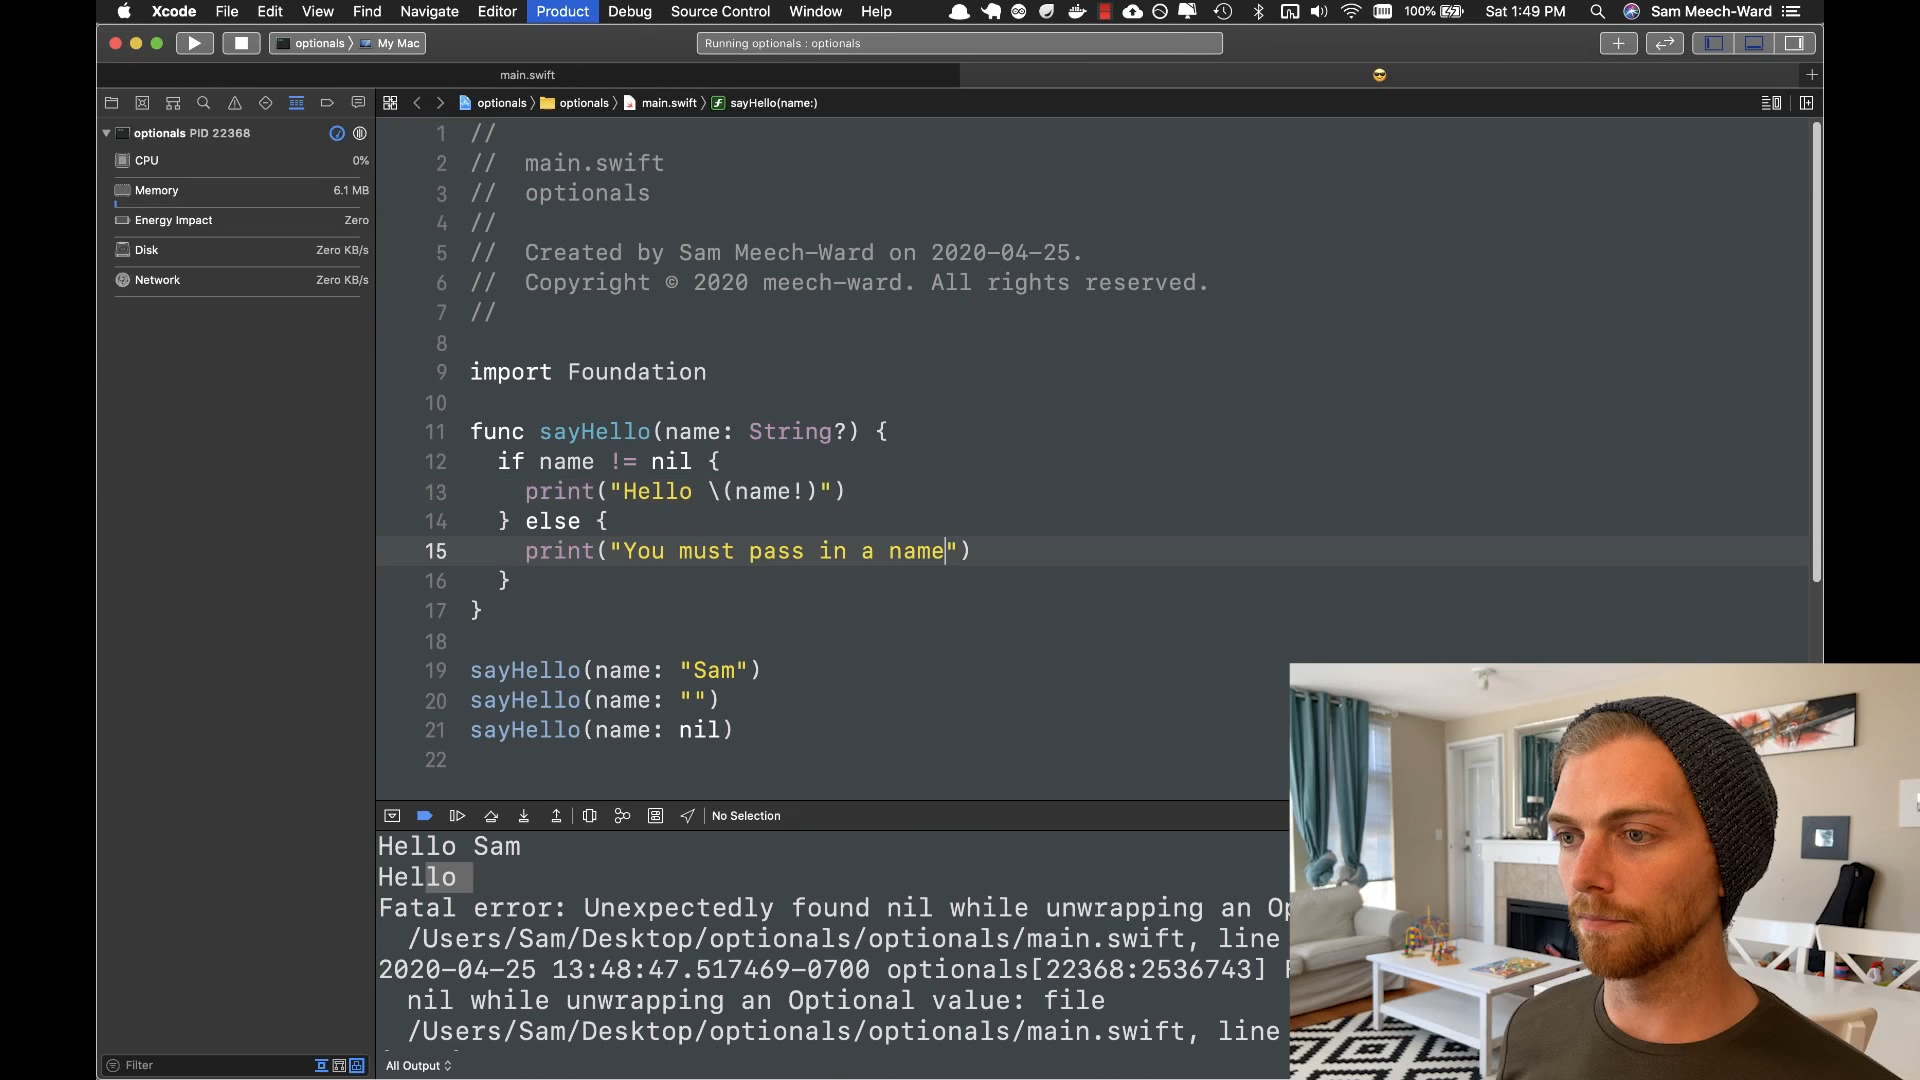 Xcode File Edit View Find Navigate Editor Product Debug Source Control Window Help 100% Sat 1:49 PM Sam Meech-Ward
optionals My Mac
Running optionals : optionals
main.swift
optionals optionals main.swift sayHello(name:)
optionals PID 22368
CPU 0%
Memory 6.1 MB
Energy Impact Zero
Disk Zero KB/s
Network Zero KB/s
1 //
2 //  main.swift
3 //  optionals
4 //
5 //  Created by Sam Meech-Ward on 2020-04-25.
6 //  Copyright © 2020 meech-ward. All rights reserved.
7 //
8
9 import Foundation
10
11 func sayHello(name: String?) {
12   if name != nil {
13     print("Hello \(name!)")
14   } else {
15     print("You must pass in a name")
16   }
17 }
18
19 sayHello(name: "Sam")
20 sayHello(name: "")
21 sayHello(name: nil)
22
No Selection
Hello Sam
Hello
Fatal error: Unexpectedly found nil while unwrapping an
/Users/Sam/Desktop/optionals/optionals/main.swift, line
2020-04-25 13:48:47.517469-0700 optionals[22368:2536743]
nil while unwrapping an Optional value: file
/Users/Sam/Desktop/optionals/optionals/main.swift, line
Filter
All Output